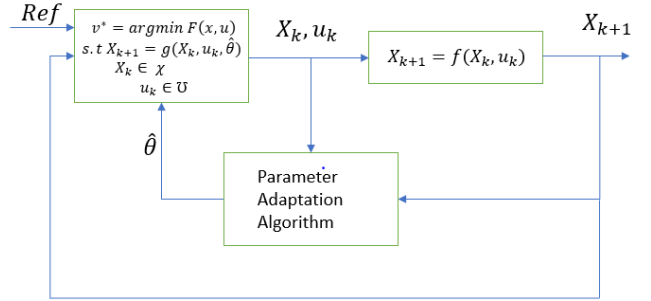 Ref
v* = argmin F(x, u)
s.t X_{k+1} = g(X_k, u_k, θ̂)
X_k ∈ χ
u_k ∈ ℧
X_k, u_k
X_{k+1} = f(X_k, u_k)
X_{k+1}
θ̂
Parameter
Adaptation
Algorithm